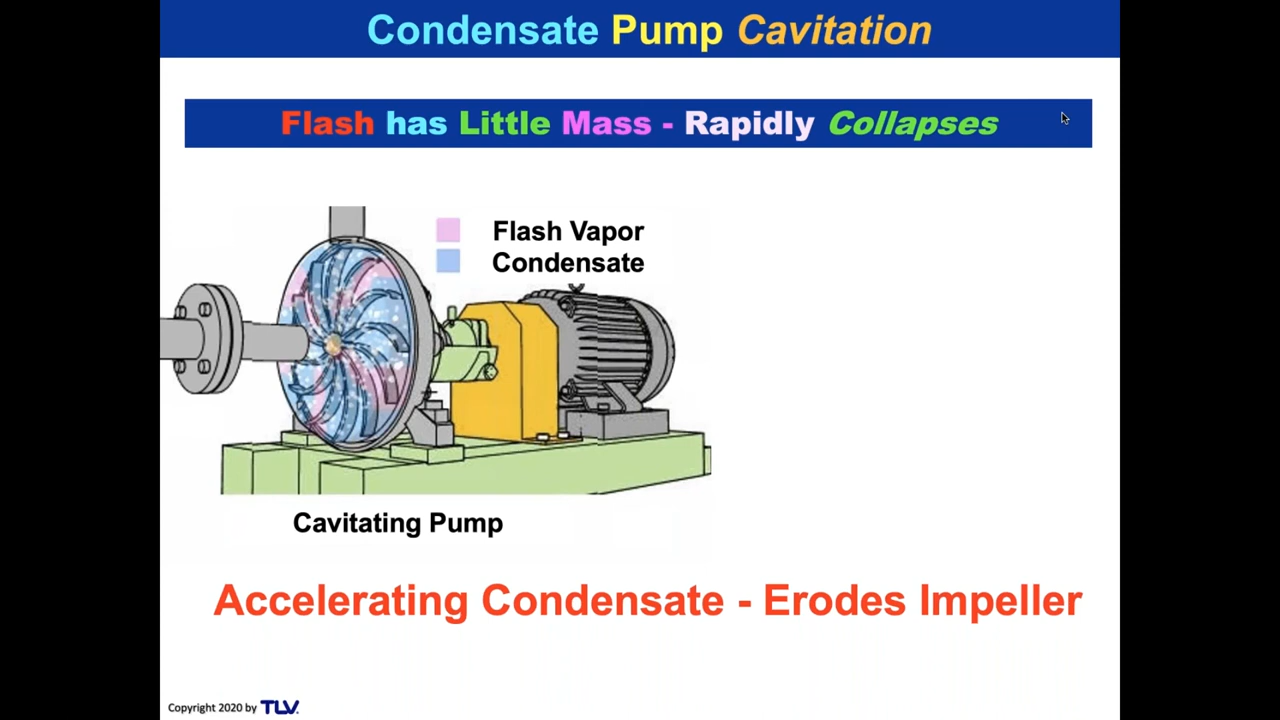 Condensate Pump Cavitation
Flash has Little Mass - Rapidly Collapses
Flash Vapor
Condensate
Cavitating Pump
Accelerating Condensate - Erodes Impeller
Copyright 2020 by TLV.